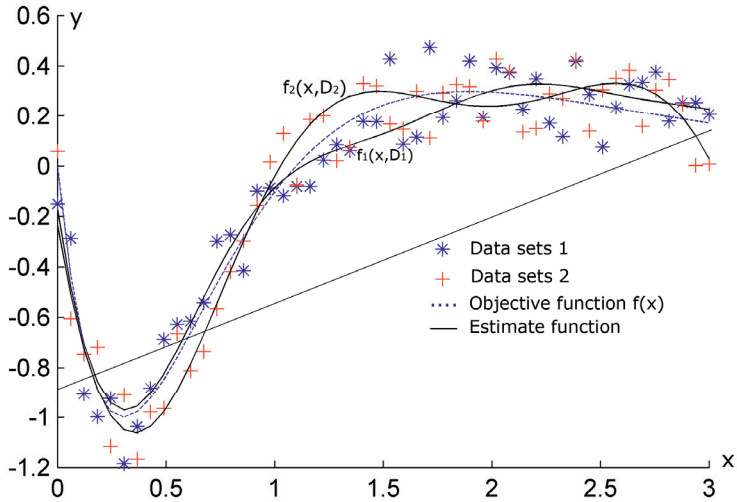 y
0.6
0.4
0.2
0
-0.2
-0.4
-0.6
-0.8
-1
-1.2
0
0.5
1
1.5
2
2.5
3
x
f2(x,D2)
f1(x,D1)
Data sets 1
Data sets 2
Objective function f(x)
Estimate function